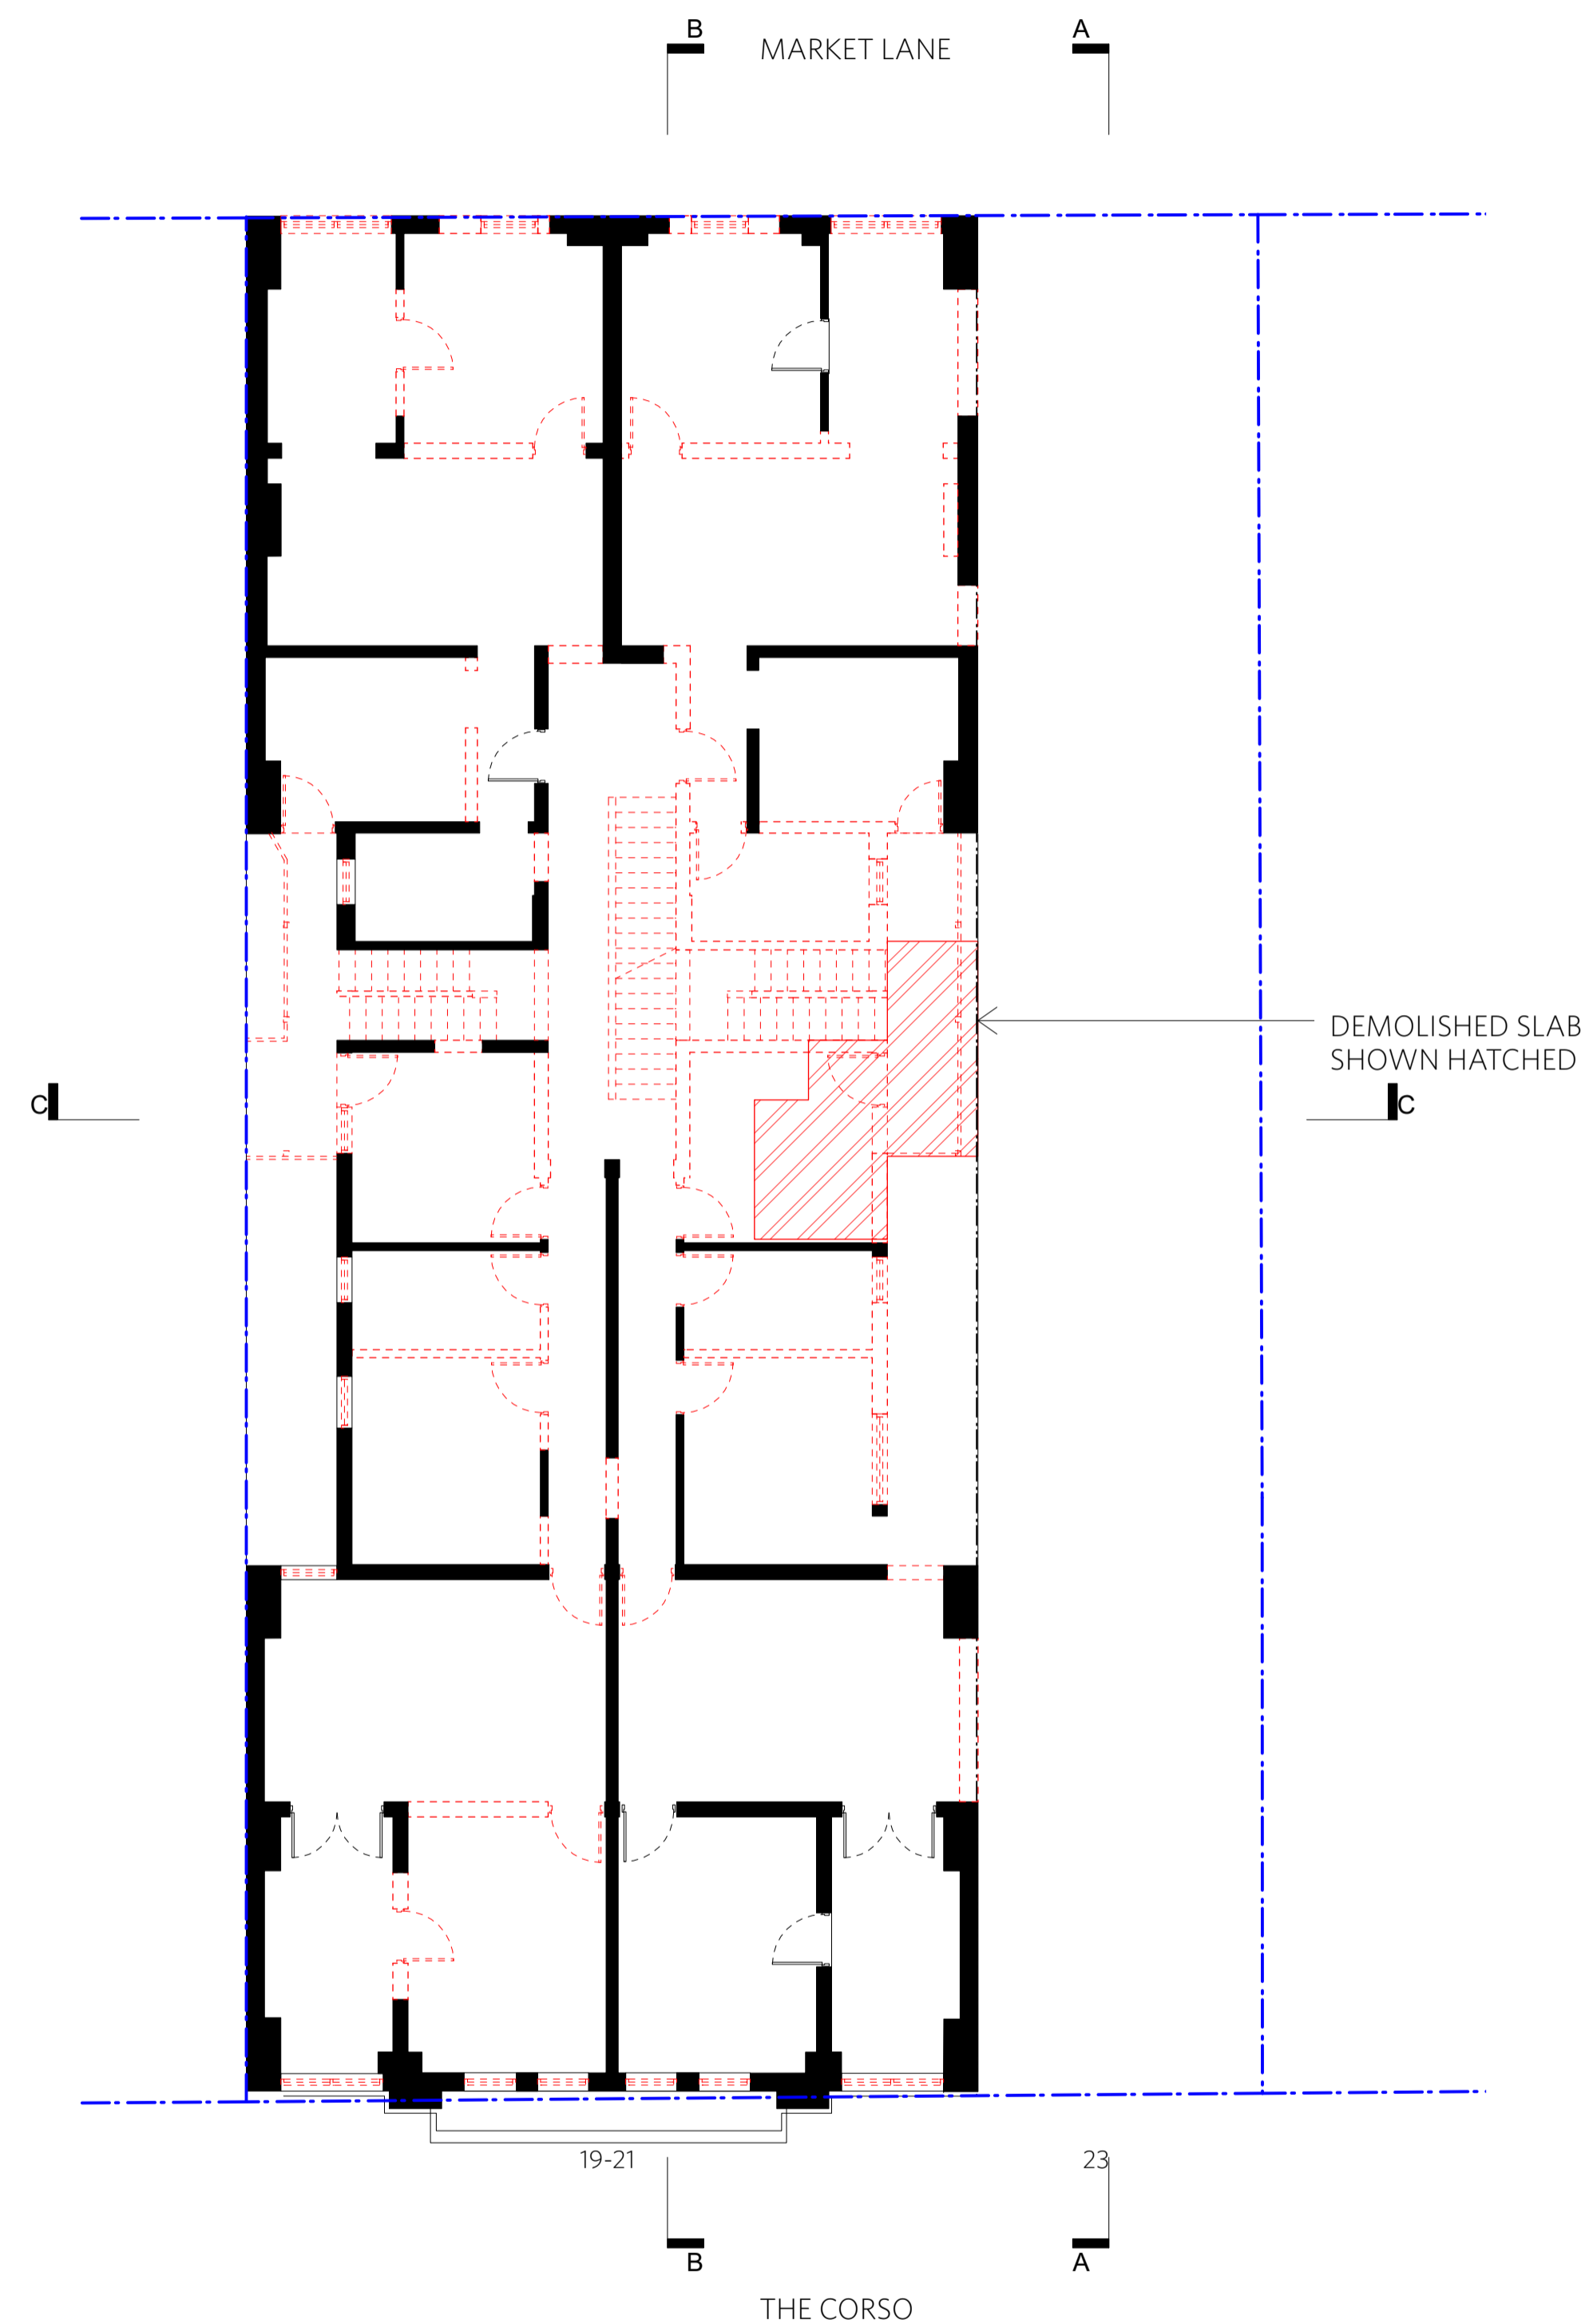 B
A
MARKET LANE
DEMOLISHED SLAB
SHOWN HATCHED
C
C
19-21
23
B
A
THE CORSO